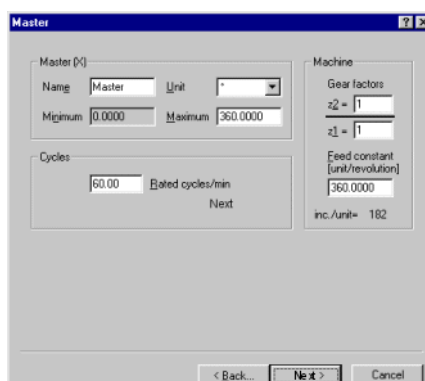 Master
Master (X)
Name Master Unit °
Minimum 0.0000 Maximum 360.0000
Cycles
60.00 Rated cycles/min
Next
Machine
Gear factors
z2 = 1
z1 = 1
Feed constant
[unit/revolution]
360.0000
inc./unit= 182
< Back... Next > Cancel